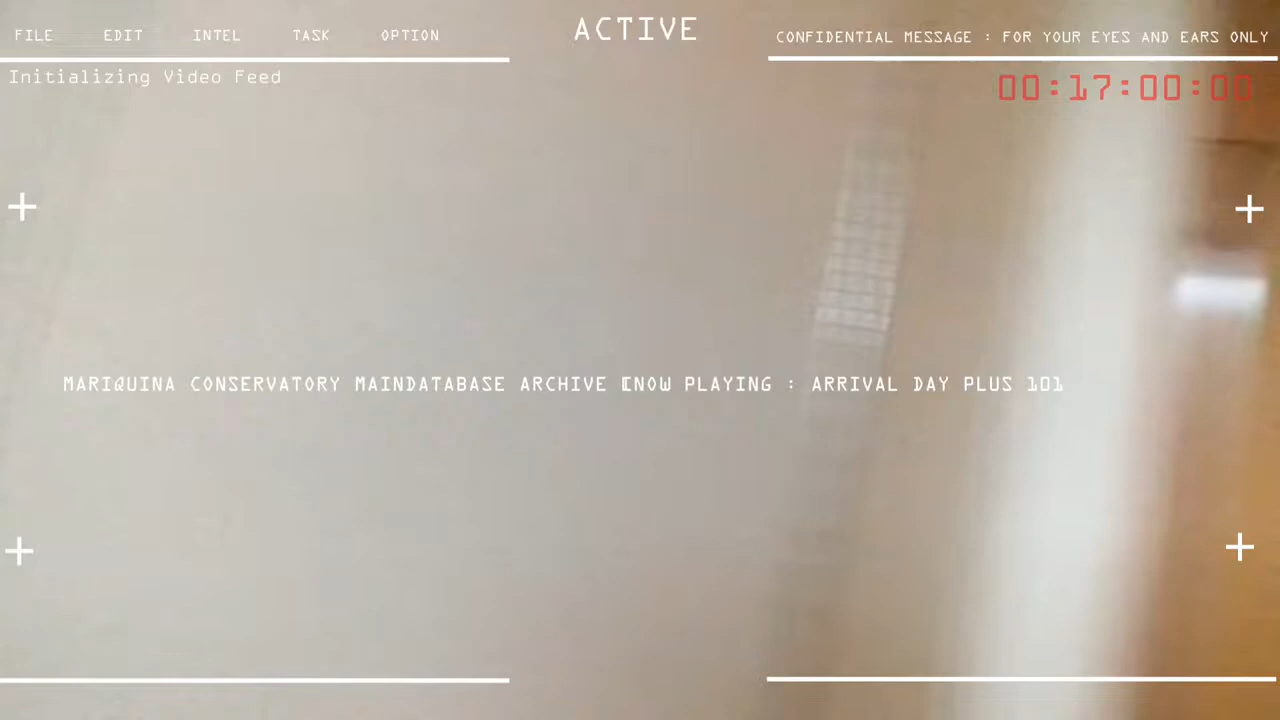 FILE EDIT INTEL TASK OPTION
ACTIVE
CONFIDENTIAL MESSAGE : FOR YOUR EYES AND EARS ONLY
Initializing Video Feed
00:17:00:00
MARIQUINA CONSERVATORY MAINDATABASE ARCHIVE [NOW PLAYING : ARRIVAL DAY PLUS 101